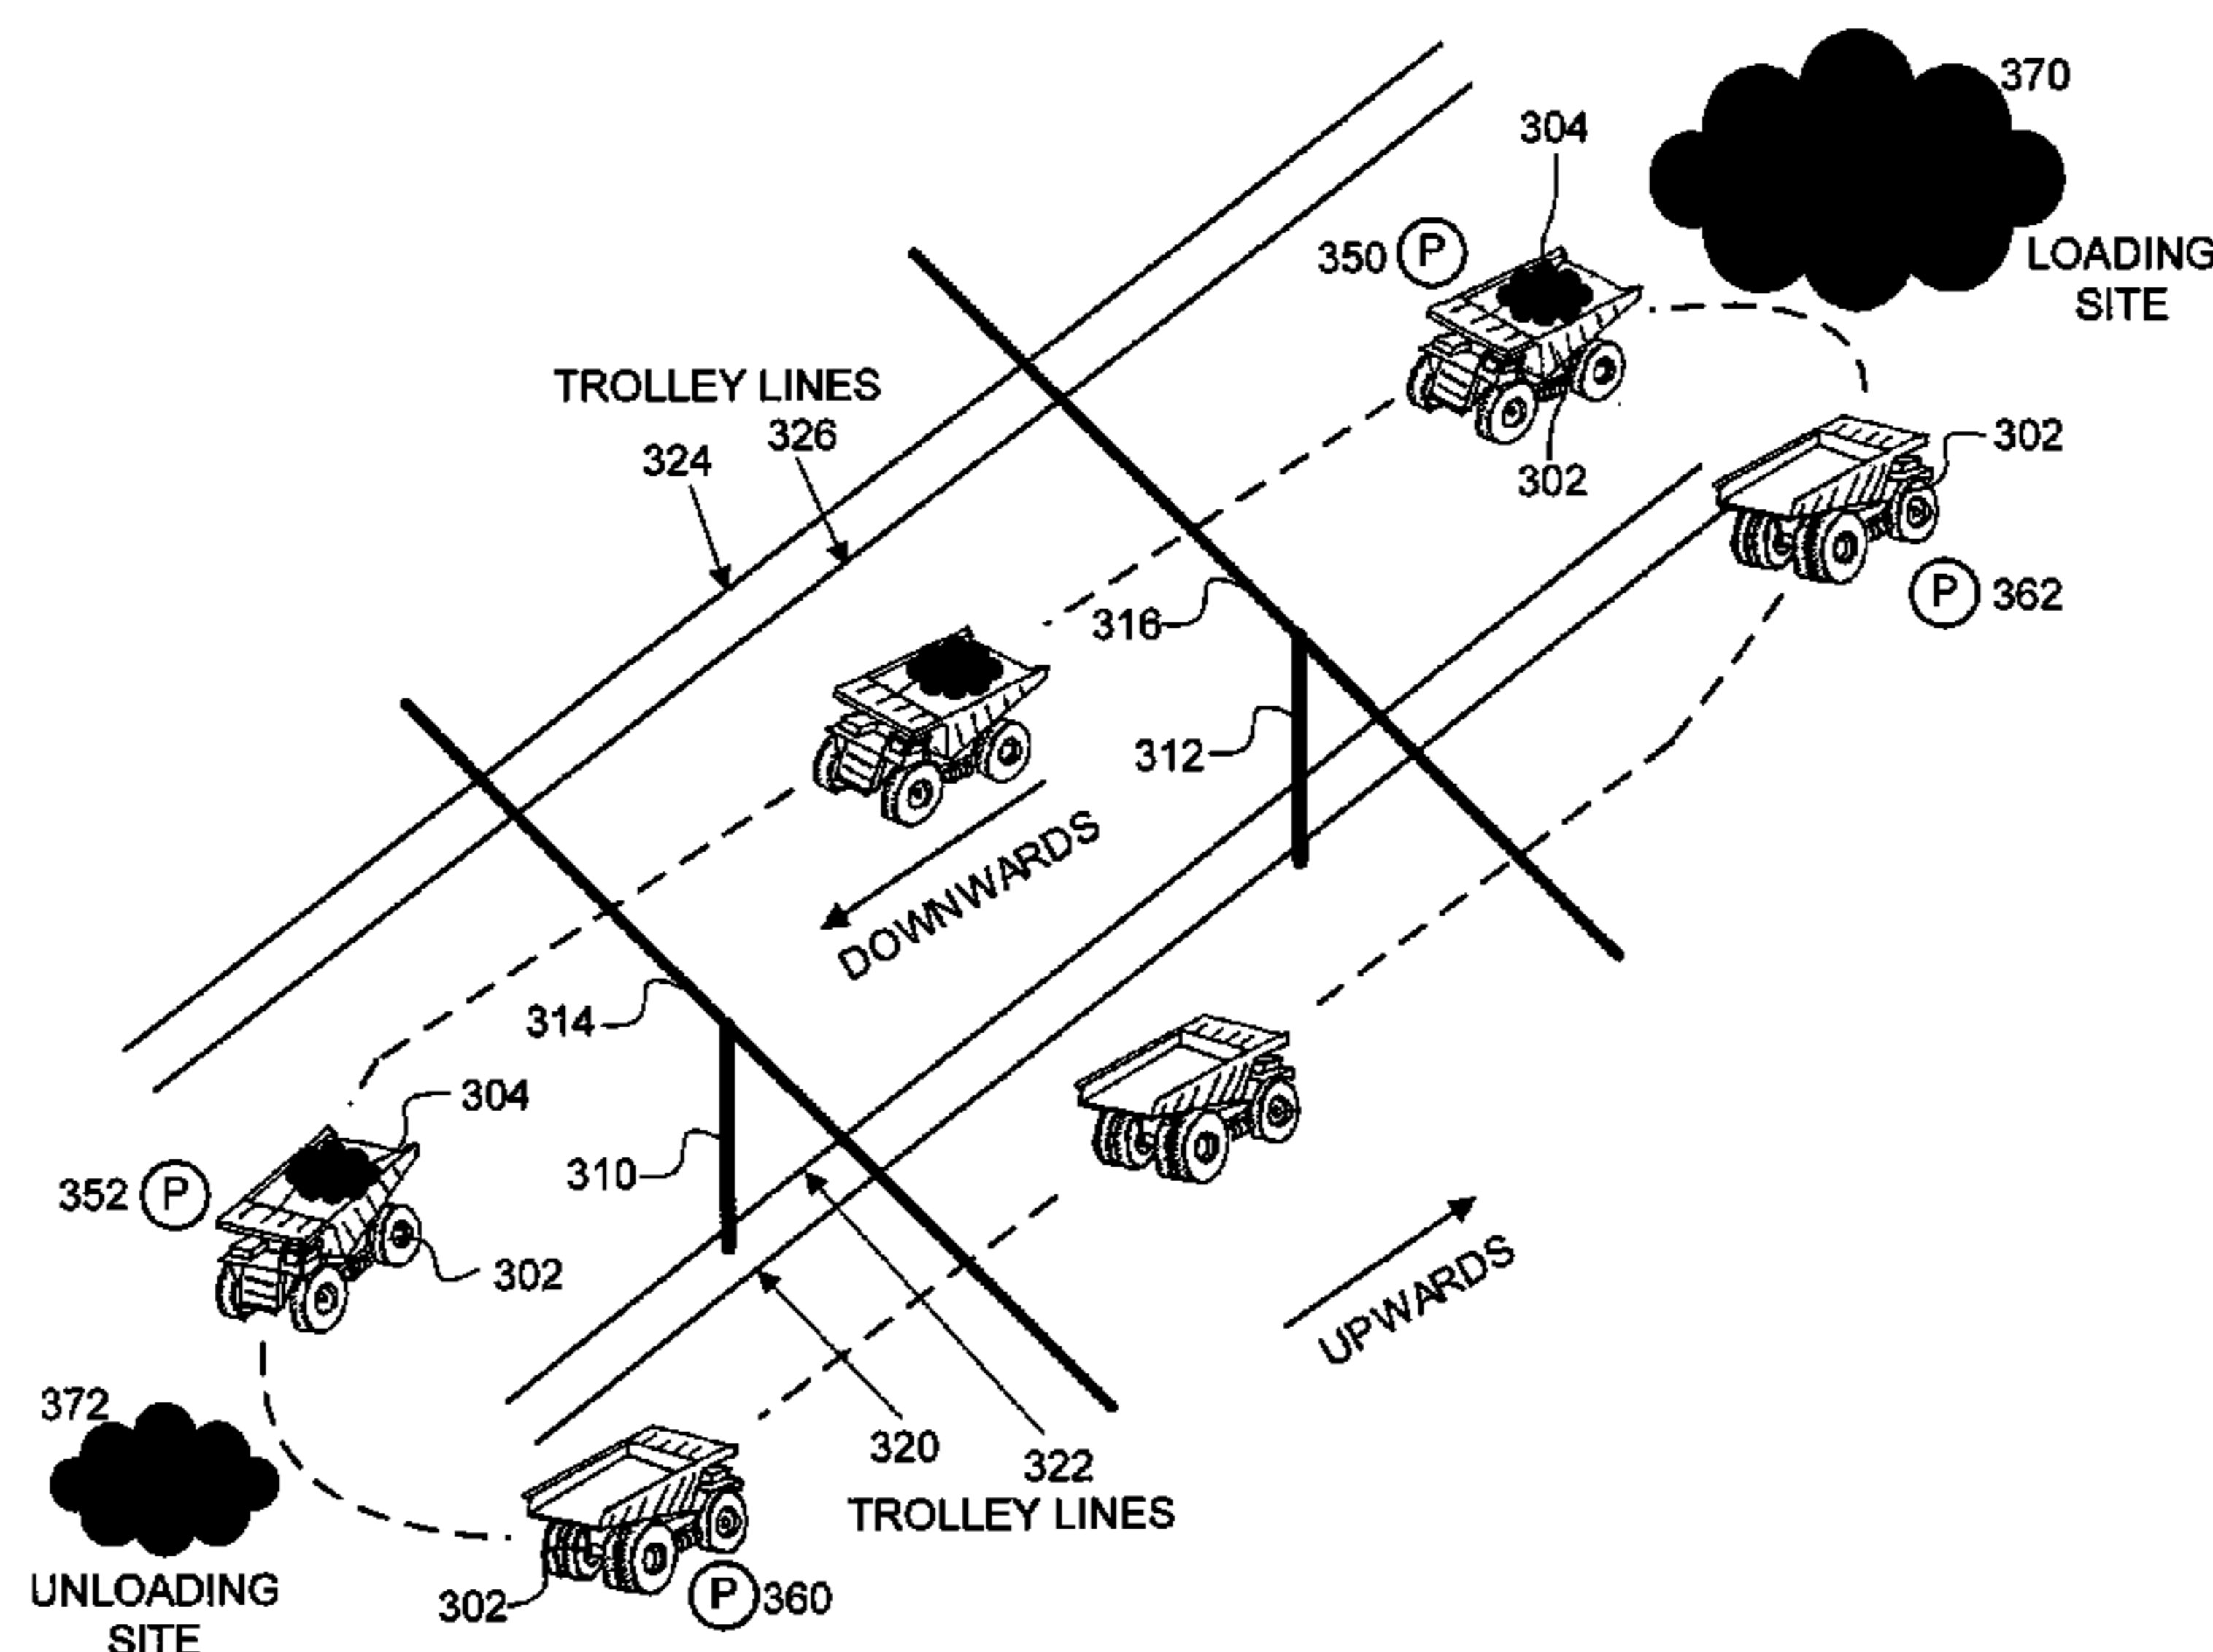 370
304
350 P
LOADING
SITE
TROLLEY LINES
324
326
302
302
316
P 362
312
DOWNWARDS
314
304
310
352 P
302
UPWARDS
372
320
322
TROLLEY LINES
UNLOADING
SITE
302
P 360